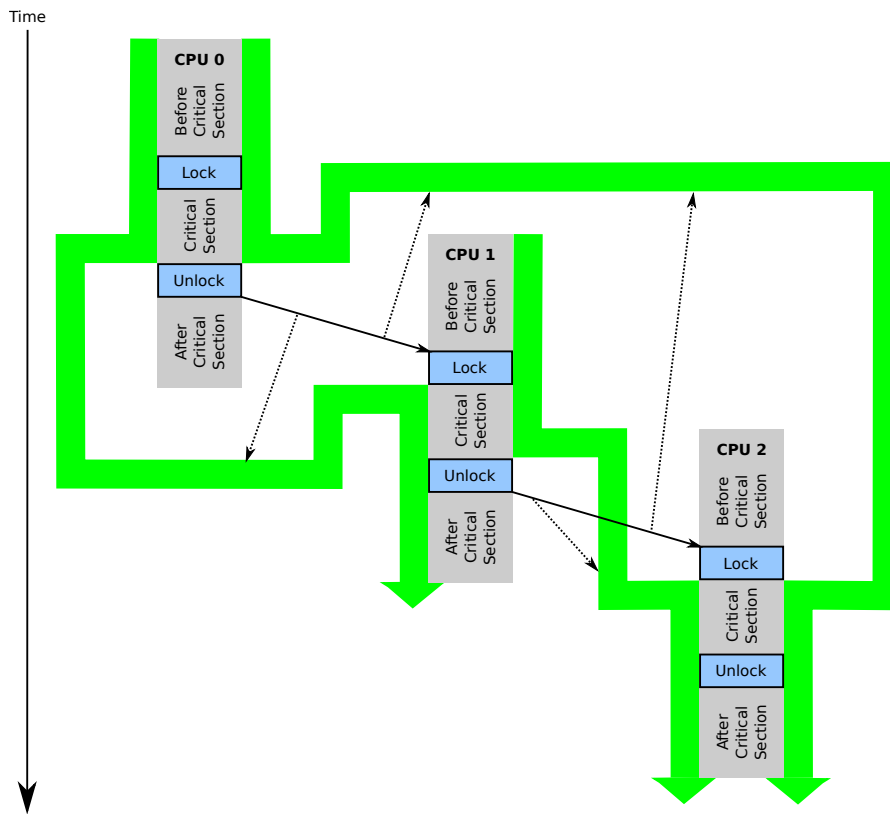 Time
CPU 0
Before
Critical
Section
Lock
Critical
Section
Unlock
After
Critical
Section
CPU 1
Before
Critical
Section
Lock
Critical
Section
Unlock
After
Critical
Section
CPU 2
Before
Critical
Section
Lock
Critical
Section
Unlock
After
Critical
Section